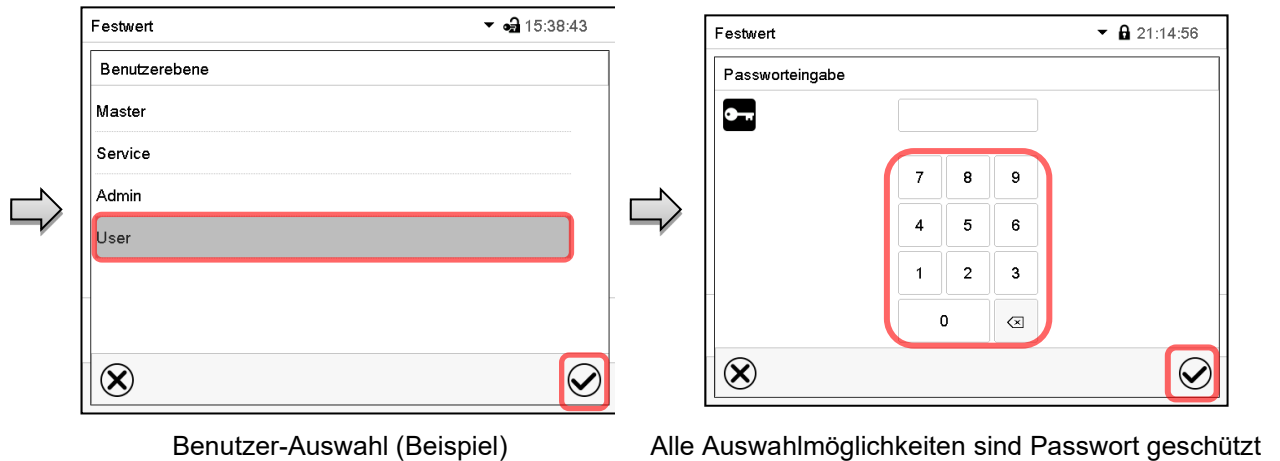 Festwert 15:38:43
Benutzerebene
Master
Service
Admin
User
Benutzer-Auswahl (Beispiel)
Festwert 21:14:56
Passworteingabe
7 8 9
4 5 6
1 2 3
0
Alle Auswahlmöglichkeiten sind Passwort geschützt